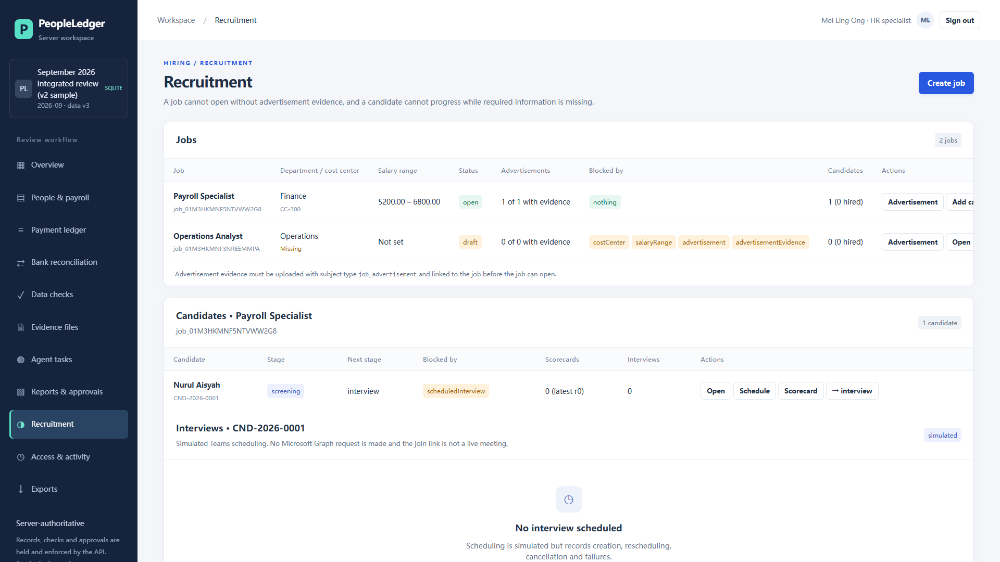 P
PeopleLedger
Server workspace
PL
September 2026
integrated review
(v2 sample)
2026-09 · data v3
SQLITE
Review workflow
Overview
People & payroll
Payment ledger
Bank reconciliation
Data checks
Evidence files
Agent tasks
Reports & approvals
Recruitment
Access & activity
Exports
Server-authoritative
Records, checks and approvals are
held and enforced by the API.
Workspace / Recruitment
Mei Ling Ong · HR specialist
ML
Sign out
HIRING / RECRUITMENT
Recruitment
A job cannot open without advertisement evidence, and a candidate cannot progress while required information is missing.
Create job
Jobs
2 jobs
Job Department / cost center Salary range Status Advertisements Blocked by Candidates Actions
Payroll Specialist
job_01M3HKMNF5NTVWW2G8
Finance
CC-300
5200.00 – 6800.00
open
1 of 1 with evidence
nothing
1 (0 hired)
Advertisement
Add ca
Operations Analyst
job_01M3HKMNF3NREEMMPA
Operations
Missing
Not set
draft
0 of 0 with evidence
costCenter salaryRange advertisement advertisementEvidence
0 (0 hired)
Advertisement
Open
Advertisement evidence must be uploaded with subject type job_advertisement and linked to the job before the job can open.
Candidates • Payroll Specialist
job_01M3HKMNF5NTVWW2G8
1 candidate
Candidate Stage Next stage Blocked by Scorecards Interviews Actions
Nurul Aisyah
CND-2026-0001
screening
interview
scheduledInterview
0 (latest r0)
0
Open
Schedule
Scorecard
→ interview
Interviews • CND-2026-0001
Simulated Teams scheduling. No Microsoft Graph request is made and the join link is not a live meeting.
simulated
No interview scheduled
Scheduling is simulated but records creation, rescheduling,
cancellation and failures.